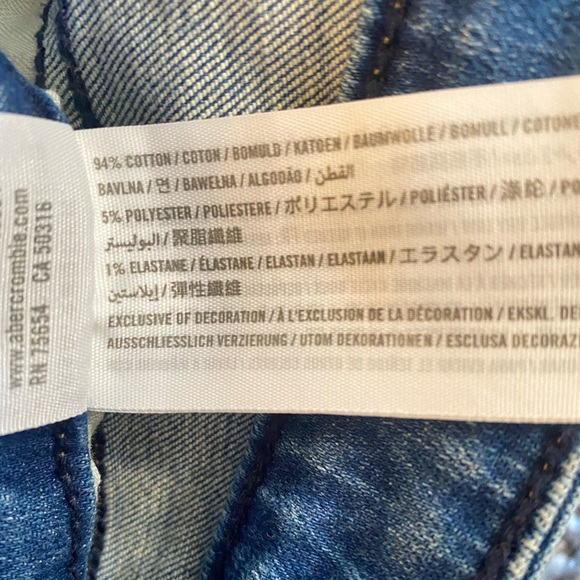 www.abercrombie.com
RN 75654 CA 50316
94% COTTON / COTON / BOMULD / KATOEN / BAUMWOLLE / BOMULL / COTONE
BAVLNA / 면 / BAWEŁNA / ALGODÃO / القطن
5% POLYESTER / POLIESTERE / ポリエステル / POLIÉSTER / 涤纶 / PO
البوليستر / 聚脂纖維
1% ELASTANE / ÉLASTANE / ELASTAN / ELASTAAN / エラスタン / ELASTAN
إيلاستين / 彈性纖維
EXCLUSIVE OF DECORATION / À L'EXCLUSION DE LA DÉCORATION / EKSKL. DE
AUSSCHLIESSLICH VERZIERUNG / UTOM DEKORATIONEN / ESCLUSA DECORAZ